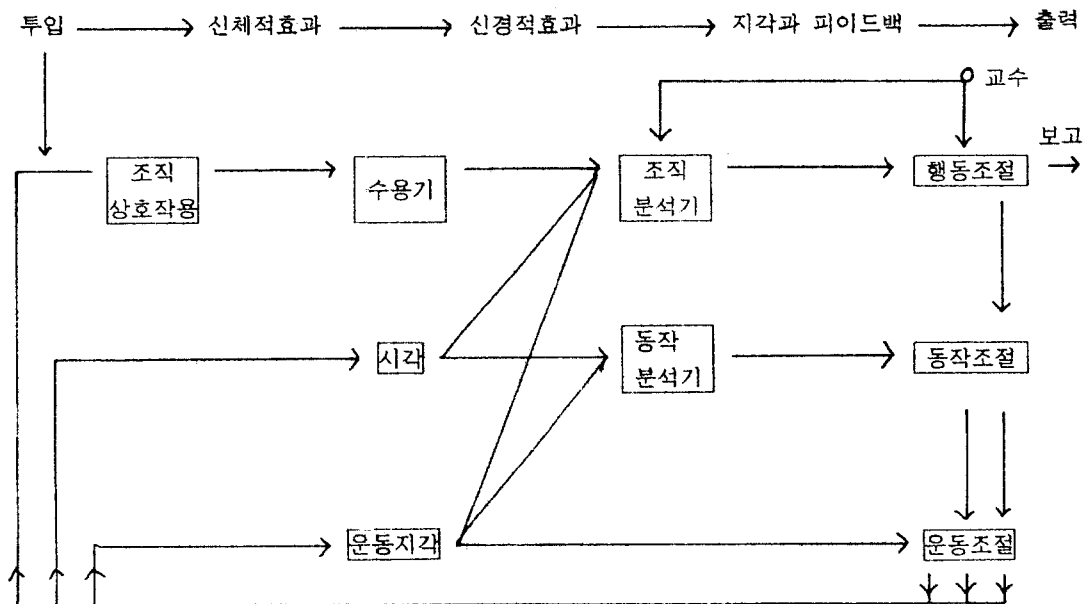 투입 신체적효과 신경적효과 지각과 피이드백 출력
교수
보고
조직
상호작용
수용기
조직
분석기
행동조절
시각
동작
분석기
동작조절
운동지각
운동조절